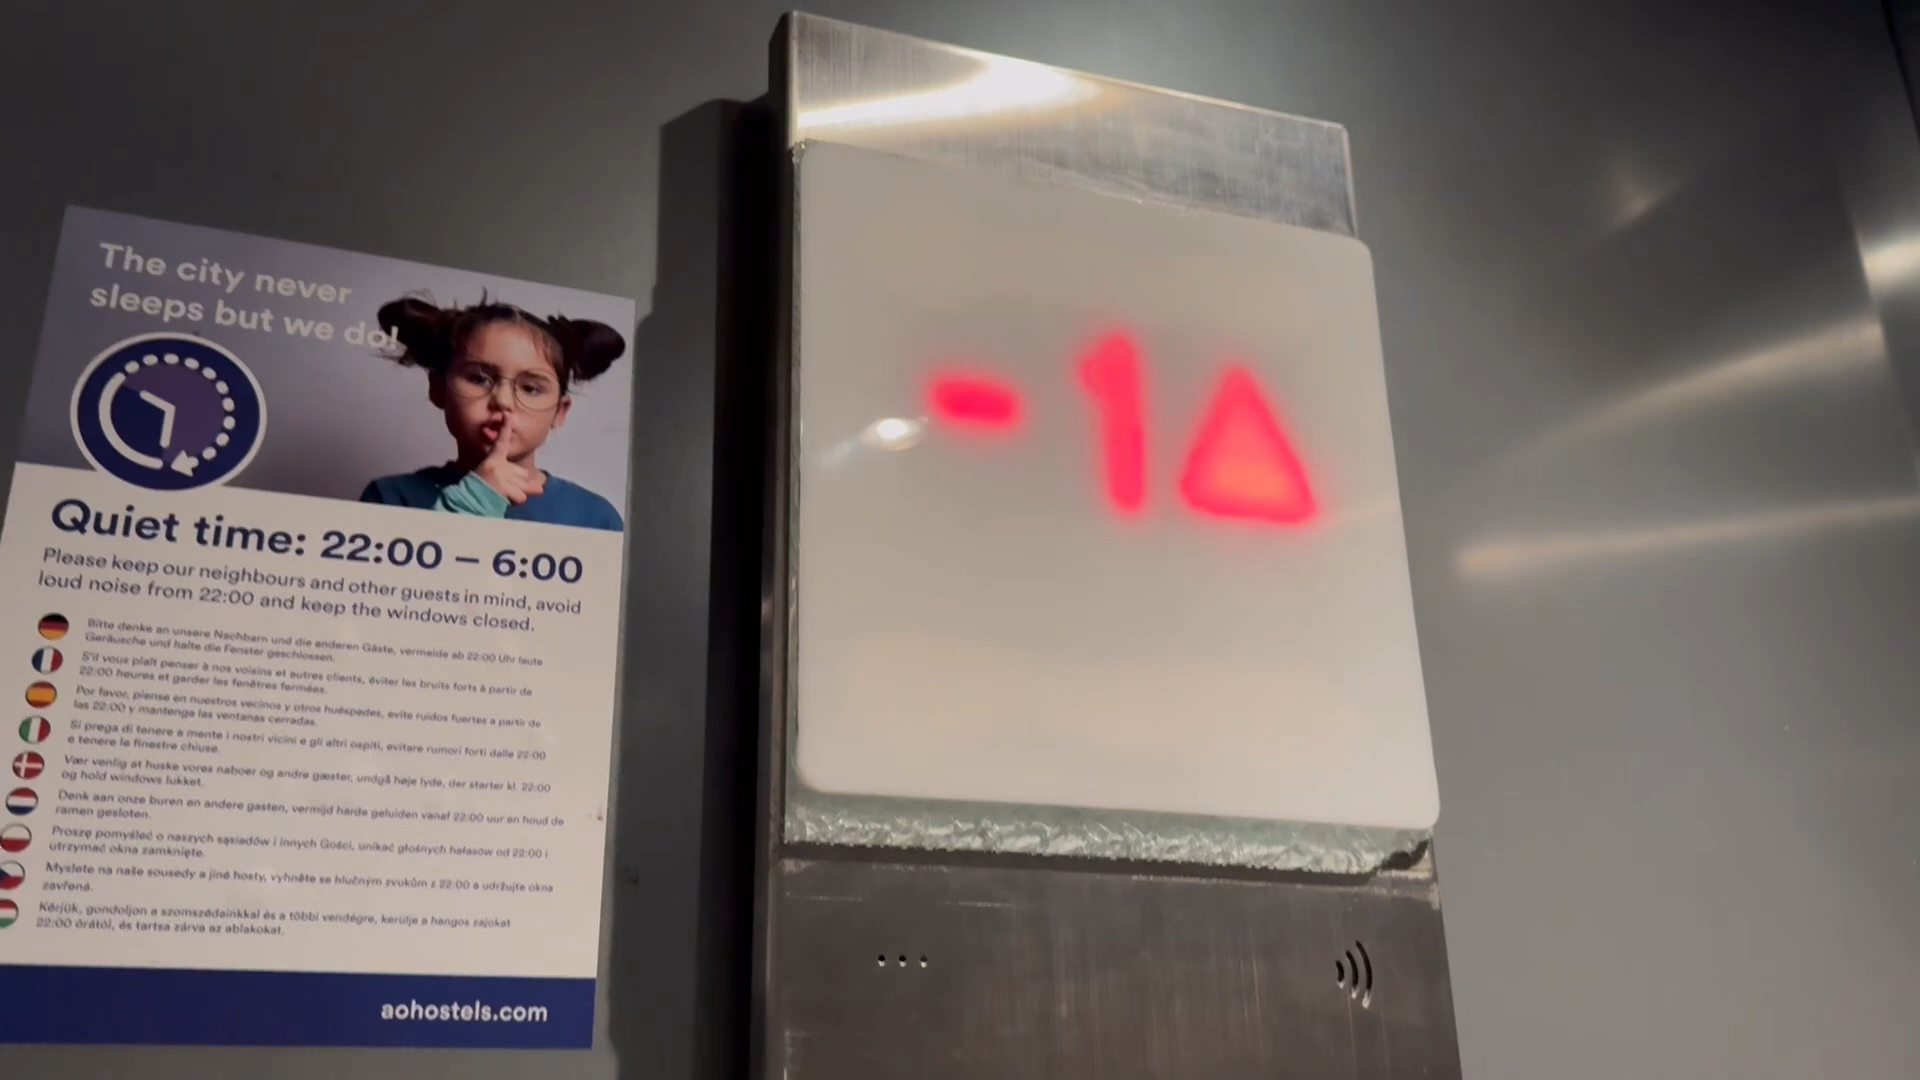 The city never
sleeps but we do!
Quiet time: 22:00 – 6:00
Please keep our neighbours and other guests in mind, avoid
loud noise from 22:00 and keep the windows closed.
Bitte denke an unsere Nachbarn und die anderen Gäste, vermeide ab 22:00 Uhr laute
Geräusche und halte die Fenster geschlossen.
S'il vous plaît penser à nos voisins et autres clients, éviter les bruits forts à partir de
22:00 heures et garder les fenêtres fermées.
Por favor, piense en nuestros vecinos y otros huéspedes, evite ruidos fuertes a partir de
las 22:00 y mantenga las ventanas cerradas.
Si prega di tenere a mente i nostri vicini e gli altri ospiti, evitare rumori forti dalle 22:00
e tenere le finestre chiuse.
Vær venlig at huske vores naboer og andre gæster, undgå høje lyde, der starter kl. 22:00
og hold windows lukket.
Denk aan onze buren en andere gasten, vermijd harde geluiden vanaf 22:00 uur en houd de
ramen gesloten.
Proszę pomyśleć o naszych sąsiadów i innych Gości, unikać głośnych hałasów od 22:00 i
utrzymać okna zamknięte.
Myslete na naše sousedy a jiné hosty, vyhněte se hlučným zvukům z 22:00 a udržujte okna
zavřená.
Kérjük, gondoljon a szomszédainkkal és a többi vendégre, kerülje a hangos zajokat
22:00 órától, és tartsa zárva az ablakokat.
aohostels.com
-1